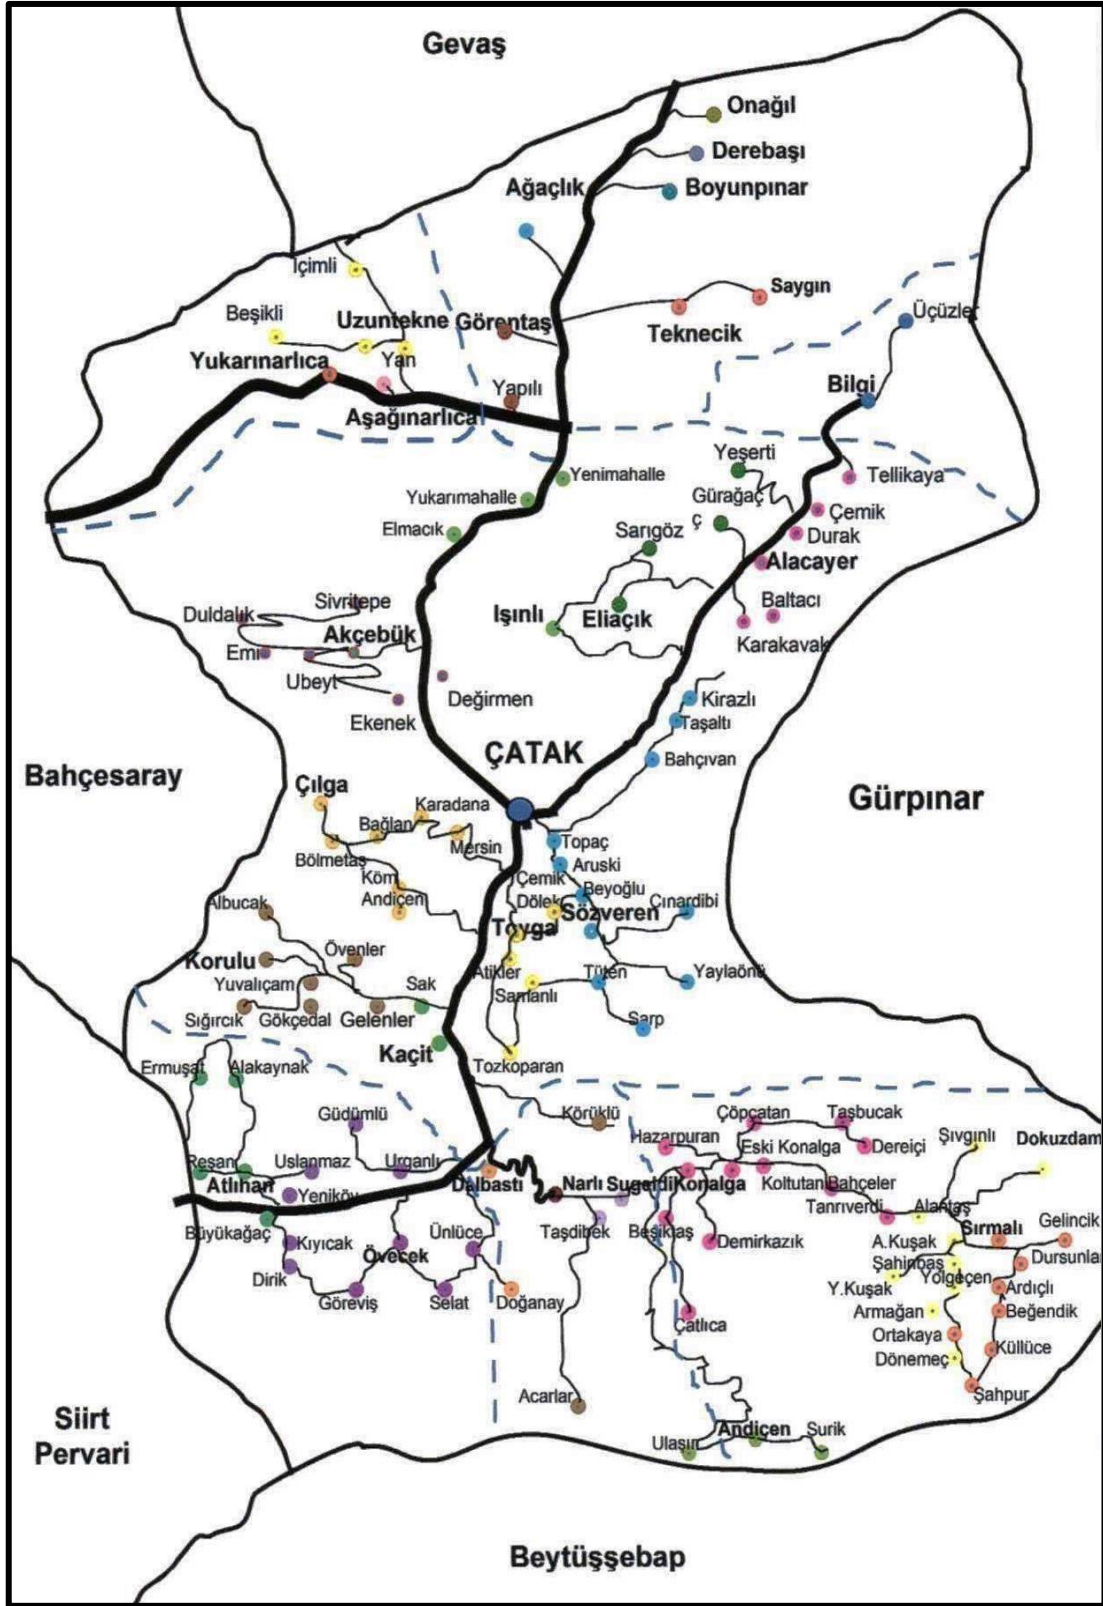 Gevaş
Onağıl
Derebaşı
Ağaçlık
Boyunpınar
İçimli
Saygın
Beşikli
Uzuntekne
Görentaş
Üçüzler
Teknecik
Yukarınarlıca
Yan
Yapılı
Bilgi
Aşağınarlıca
Yeşerti
Yenimahalle
Tellikaya
Yukarımahalle
Gürağaç
ç
Çemik
Elmacık
Sarıgöz
Durak
Alacayer
Sivritepe
Duldalık
Işınlı
Eliaçık
Baltacı
Akçebük
Karakavak
Emi
Ubeyt
Değirmen
Kirazlı
Ekenek
Taşaltı
ÇATAK
Bahçıvan
Bahçesaray
Çılga
Gürpınar
Karadana
Bağlan
Mersin
Topaç
Bölmetaş
Aruski
Köm
Çemik
Beyoğlu
Andiçen
Dölek
Çınardibi
Albucak
Sözveren
Toyga
Övenler
Korulu
Atikler
Tüten
Yaylaönü
Yuvalıçam
Sak
Samanlı
Sığırcık
Gökçedal
Gelenler
Sarp
Kaçit
Ermuşat
Alakaynak
Tozkoparan
Güdümlü
Körüklü
Çöpcatan
Taşbucak
Hazarpuran
Eski Konalga
Dereiçi
Şıvgınlı
Dokuzdam
Reşan
Uslanmaz
Urganlı
Atlıhan
Yeniköy
Dalbastı
Narlı
Sugeldi
Konalga
Koltutan
Bahçeler
Tanrıverdi
Alantaş
Büyükağaç
Ünlüce
Taşdibek
Beşiktaş
Sırmalı
Gelincik
Kıyıcak
Övecek
Demirkazık
A.Kuşak
Dursunlar
Şahinbaş
Dirik
Yolgeçen
Göreviş
Selat
Doğanay
Y.Kuşak
Ardıçlı
Armağan
Beğendik
Çatlıca
Ortakaya
Küllüce
Dönemeç
Şahpur
Acarlar
Siirt
Pervari
Andiçen
Surik
Ulaşın
Beytüşşebap